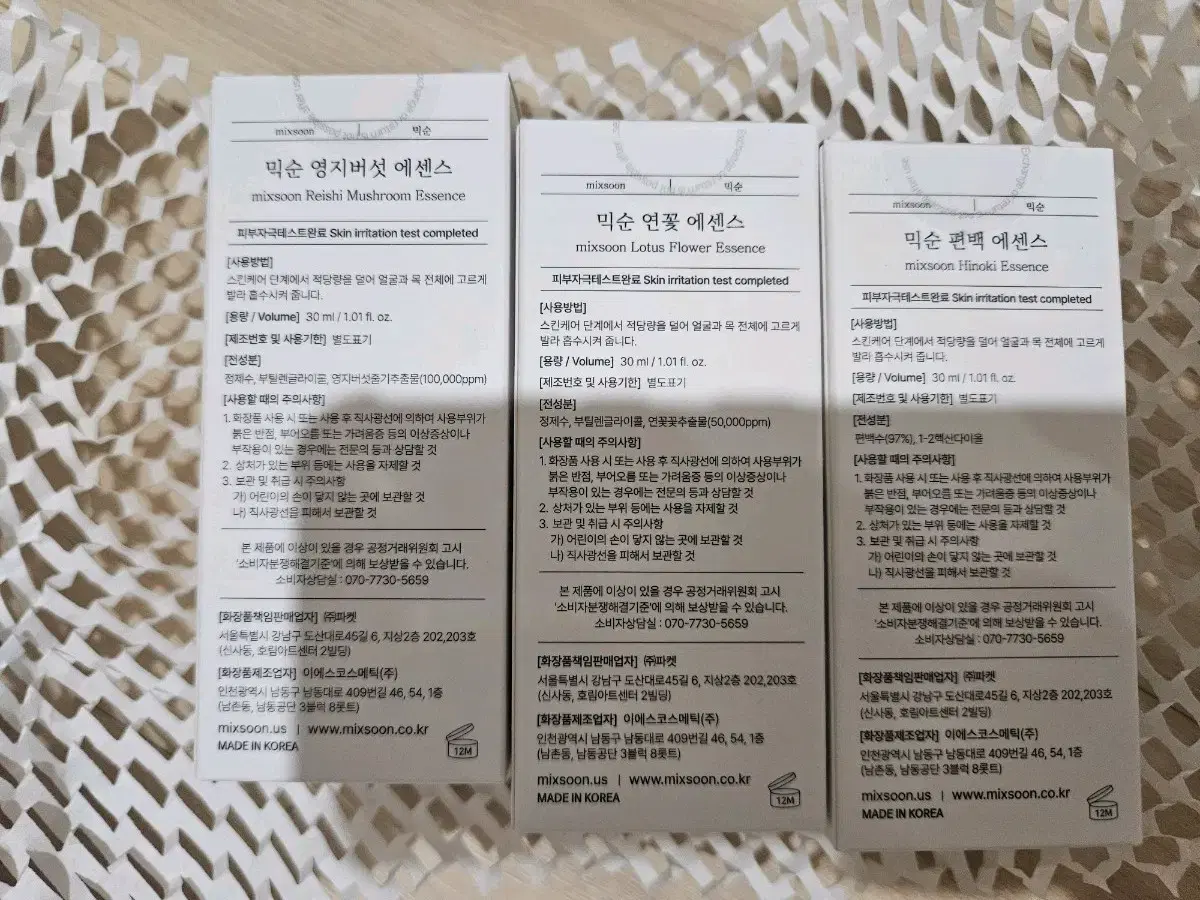 mixsoon | 믹순
믹순 영지버섯 에센스
mixsoon Reishi Mushroom Essence
피부자극테스트완료 Skin irritation test completed
[사용방법]
스킨케어 단계에서 적당량을 덜어 얼굴과 목 전체에 고르게
발라 흡수시켜 줍니다.
[용량 / Volume] 30 ml / 1.01 fl. oz.
[제조번호 및 사용기한] 별도표기
[전성분]
정제수, 부틸렌글라이콜, 영지버섯줄기추출물(100,000ppm)
[사용할 때의 주의사항]
1. 화장품 사용 시 또는 사용 후 직사광선에 의하여 사용부위가
붉은 반점, 부어오름 또는 가려움증 등의 이상증상이나
부작용이 있는 경우에는 전문의 등과 상담할 것
2. 상처가 있는 부위 등에는 사용을 자제할 것
3. 보관 및 취급 시 주의사항
가) 어린이의 손이 닿지 않는 곳에 보관할 것
나) 직사광선을 피해서 보관할 것
본 제품에 이상이 있을 경우 공정거래위원회 고시
'소비자분쟁해결기준'에 의해 보상받을 수 있습니다.
소비자상담실 : 070-7730-5659
[화장품책임판매업자] ㈜파켓
서울특별시 강남구 도산대로45길 6, 지상2층 202,203호
(신사동, 호림아트센터 2빌딩)
[화장품제조업자] 이에스코스메틱(주)
인천광역시 남동구 남동대로 409번길 46, 54, 1층
(남촌동, 남동공단 3블럭 8롯트)
mixsoon.us | www.mixsoon.co.kr
MADE IN KOREA
12M
mixsoon | 믹순
믹순 연꽃 에센스
mixsoon Lotus Flower Essence
피부자극테스트완료 Skin irritation test completed
[사용방법]
스킨케어 단계에서 적당량을 덜어 얼굴과 목 전체에 고르게
발라 흡수시켜 줍니다.
[용량 / Volume] 30 ml / 1.01 fl. oz.
[제조번호 및 사용기한] 별도표기
[전성분]
정제수, 부틸렌글라이콜, 연꽃꽃추출물(50,000ppm)
[사용할 때의 주의사항]
1. 화장품 사용 시 또는 사용 후 직사광선에 의하여 사용부위가
붉은 반점, 부어오름 또는 가려움증 등의 이상증상이나
부작용이 있는 경우에는 전문의 등과 상담할 것
2. 상처가 있는 부위 등에는 사용을 자제할 것
3. 보관 및 취급 시 주의사항
가) 어린이의 손이 닿지 않는 곳에 보관할 것
나) 직사광선을 피해서 보관할 것
본 제품에 이상이 있을 경우 공정거래위원회 고시
'소비자분쟁해결기준'에 의해 보상받을 수 있습니다.
소비자상담실 : 070-7730-5659
[화장품책임판매업자] ㈜파켓
서울특별시 강남구 도산대로45길 6, 지상2층 202,203호
(신사동, 호림아트센터 2빌딩)
[화장품제조업자] 이에스코스메틱(주)
인천광역시 남동구 남동대로 409번길 46, 54, 1층
(남촌동, 남동공단 3블럭 8롯트)
mixsoon.us | www.mixsoon.co.kr
MADE IN KOREA
12M
mixsoon | 믹순
믹순 편백 에센스
mixsoon Hinoki Essence
피부자극테스트완료 Skin irritation test completed
[사용방법]
스킨케어 단계에서 적당량을 덜어 얼굴과 목 전체에 고르게
발라 흡수시켜 줍니다.
[용량 / Volume] 30 ml / 1.01 fl. oz.
[제조번호 및 사용기한] 별도표기
[전성분]
편백수(97%), 1-2핵산다이올
[사용할 때의 주의사항]
1. 화장품 사용 시 또는 사용 후 직사광선에 의하여 사용부위가
붉은 반점, 부어오름 또는 가려움증 등의 이상증상이나
부작용이 있는 경우에는 전문의 등과 상담할 것
2. 상처가 있는 부위 등에는 사용을 자제할 것
3. 보관 및 취급 시 주의사항
가) 어린이의 손이 닿지 않는 곳에 보관할 것
나) 직사광선을 피해서 보관할 것
본 제품에 이상이 있을 경우 공정거래위원회 고시
'소비자분쟁해결기준'에 의해 보상받을 수 있습니다.
소비자상담실 : 070-7730-5659
[화장품책임판매업자] ㈜파켓
서울특별시 강남구 도산대로45길 6, 지상2층 202,203호
(신사동, 호림아트센터 2빌딩)
[화장품제조업자] 이에스코스메틱(주)
인천광역시 남동구 남동대로 409번길 46, 54, 1층
(남촌동, 남동공단 3블럭 8롯트)
mixsoon.us | www.mixsoon.co.kr
MADE IN KOREA
12M